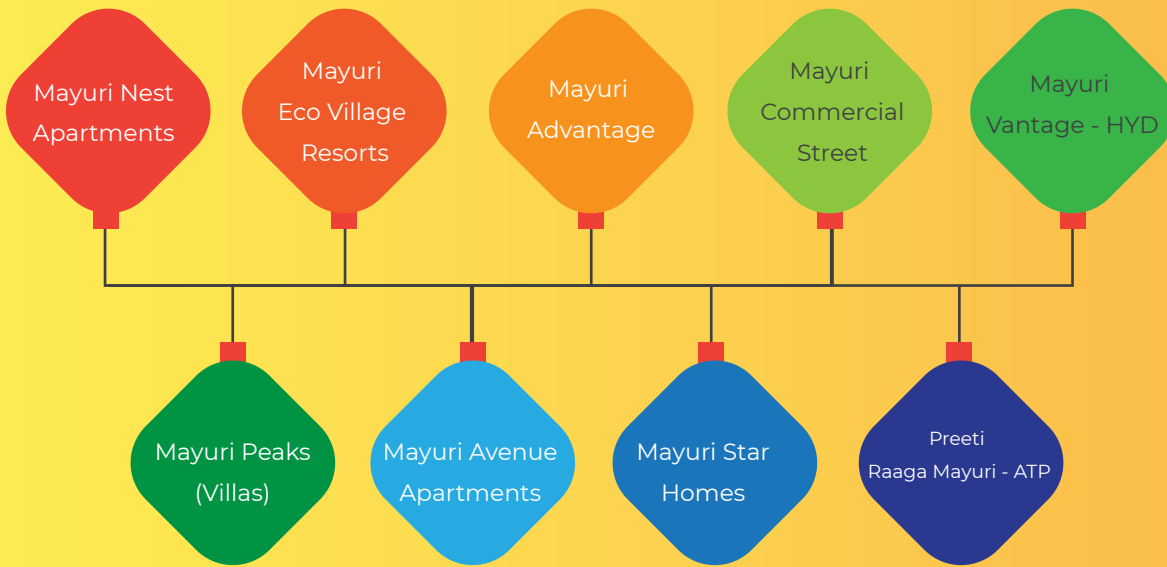 Mayuri Nest
Apartments
Mayuri
Eco Village
Resorts
Mayuri
Advantage
Mayuri
Commercial
Street
Mayuri
Vantage - HYD
Mayuri Peaks
(Villas)
Mayuri Avenue
Apartments
Mayuri Star
Homes
Preeti
Raaga Mayuri - ATP